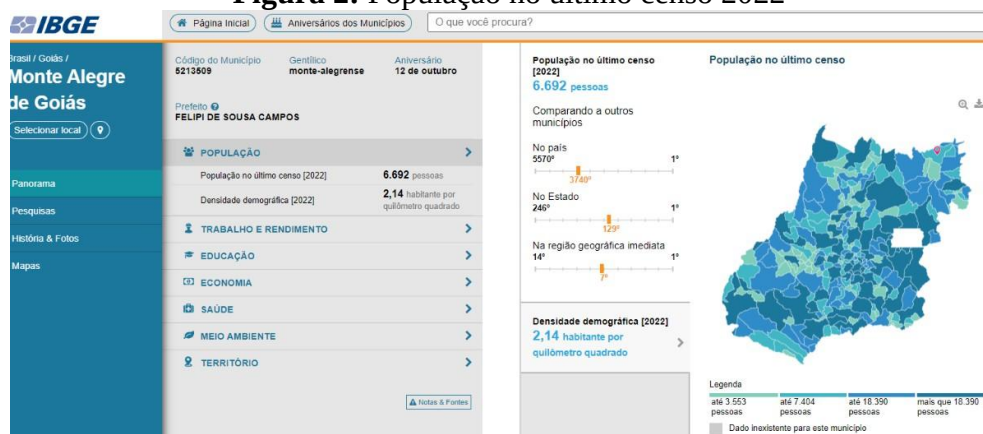 Figura 2: População no último censo 2022
IBGE
Página Inicial
Aniversários dos Municípios
O que você procura?
Brasil / Goiás /
Monte Alegre
de Goiás
Selecionar local
Panorama
Pesquisas
História & Fotos
Mapas
Código do Município
5213509
Gentílico
monte-alegrense
Aniversário
12 de outubro
Prefeito
FELIPI DE SOUSA CAMPOS
POPULAÇÃO
População no último censo [2022] 6.692 pessoas
Densidade demográfica [2022] 2,14 habitante por
quilômetro quadrado
TRABALHO E RENDIMENTO
EDUCAÇÃO
ECONOMIA
SAÚDE
MEIO AMBIENTE
TERRITÓRIO
Notas & Fontes
População no último censo
[2022]
6.692 pessoas
Comparando a outros
municípios
No país
5570º 1º
3740º
No Estado
246º 1º
129º
Na região geográfica imediata
14º 1º
7º
Densidade demográfica [2022]
2,14 habitante por
quilômetro quadrado
População no último censo
Legenda
até 3.553
pessoas
até 7.404
pessoas
até 18.390
pessoas
mais que 18.390
pessoas
Dado inexistente para este município